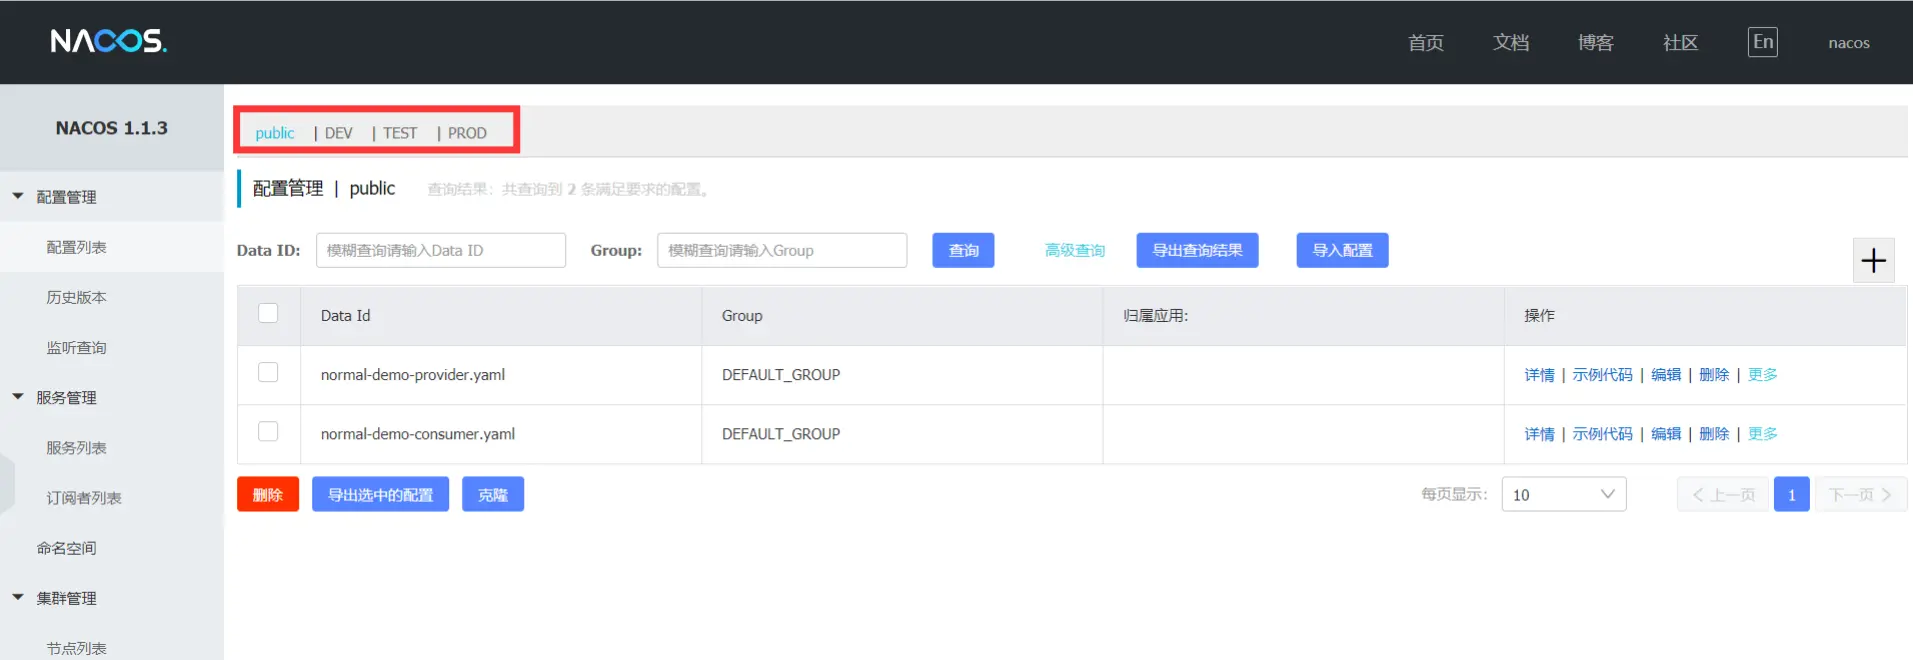 NACOS.
首页 文档 博客 社区 En nacos
NACOS 1.1.3
配置管理
配置列表
历史版本
监听查询
服务管理
服务列表
订阅者列表
命名空间
集群管理
节点列表
public | DEV | TEST | PROD
配置管理 | public 查询结果：共查询到 2 条满足要求的配置。
Data ID: 模糊查询请输入Data ID Group: 模糊查询请输入Group 查询 高级查询 导出查询结果 导入配置 +
Data Id Group 归属应用: 操作
normal-demo-provider.yaml DEFAULT_GROUP 详情 | 示例代码 | 编辑 | 删除 | 更多
normal-demo-consumer.yaml DEFAULT_GROUP 详情 | 示例代码 | 编辑 | 删除 | 更多
删除 导出选中的配置 克隆 每页显示: 10 < 上一页 1 下一页 >